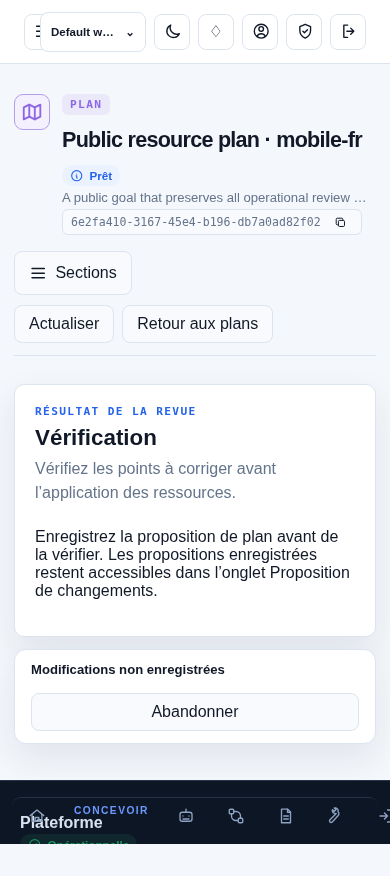 Default w... 
PLAN
Public resource plan · mobile-fr
Prêt
A public goal that preserves all operational review ...
6e2fa410-3167-45e4-b196-db7a0ad82f02
Sections
Actualiser
Retour aux plans
RÉSULTAT DE LA REVUE
Vérification
Vérifiez les points à corriger avant
l'application des ressources.
Enregistrez la proposition de plan avant de
la vérifier. Les propositions enregistrées
restent accessibles dans l'onglet Proposition
de changements.
Modifications non enregistrées
Abandonner
CONCEVOIR
Plateforme
Opérationnelle